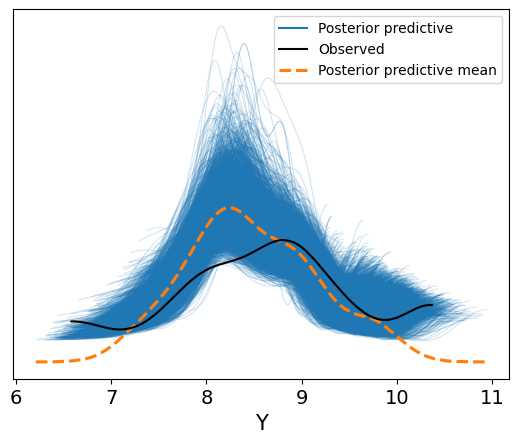 Posterior predictive
Observed
Posterior predictive mean
6 7 8 9 10 11
Y